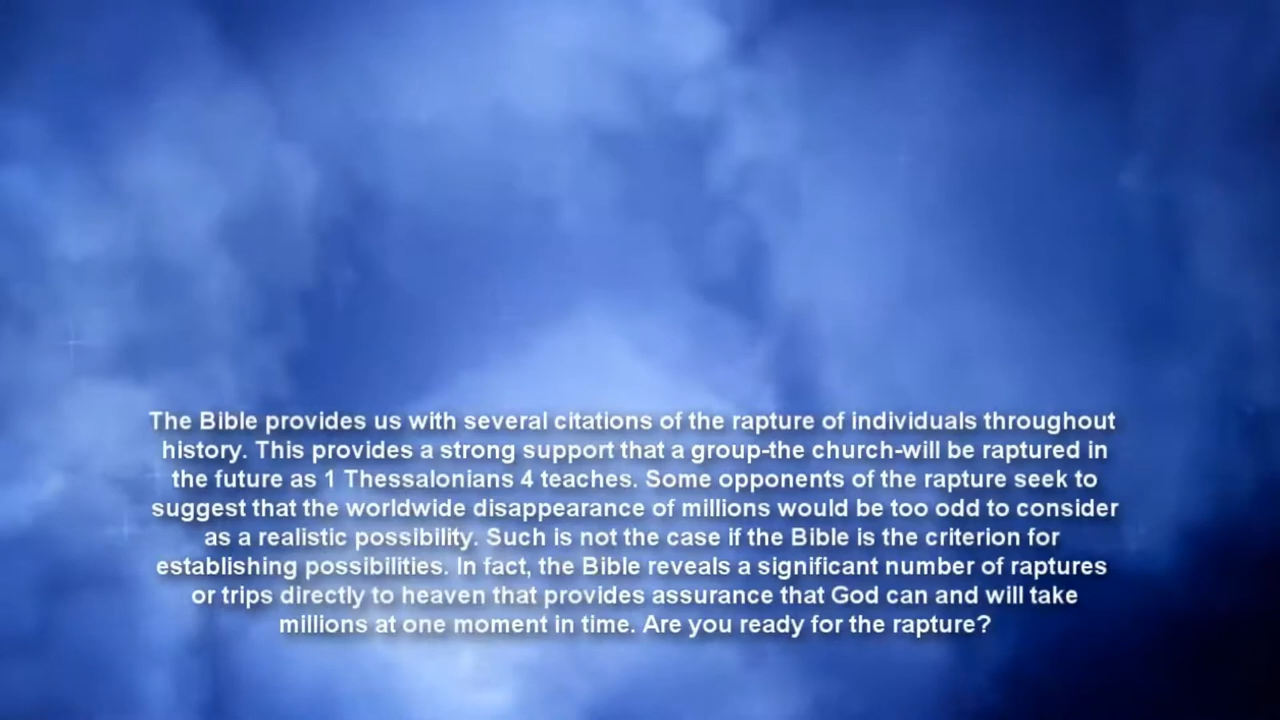 The Bible provides us with several citations of the rapture of individuals throughout
history. This provides a strong support that a group-the church-will be raptured in
the future as 1 Thessalonians 4 teaches. Some opponents of the rapture seek to
suggest that the worldwide disappearance of millions would be too odd to consider
as a realistic possibility. Such is not the case if the Bible is the criterion for
establishing possibilities. In fact, the Bible reveals a significant number of raptures
or trips directly to heaven that provides assurance that God can and will take
millions at one moment in time. Are you ready for the rapture?